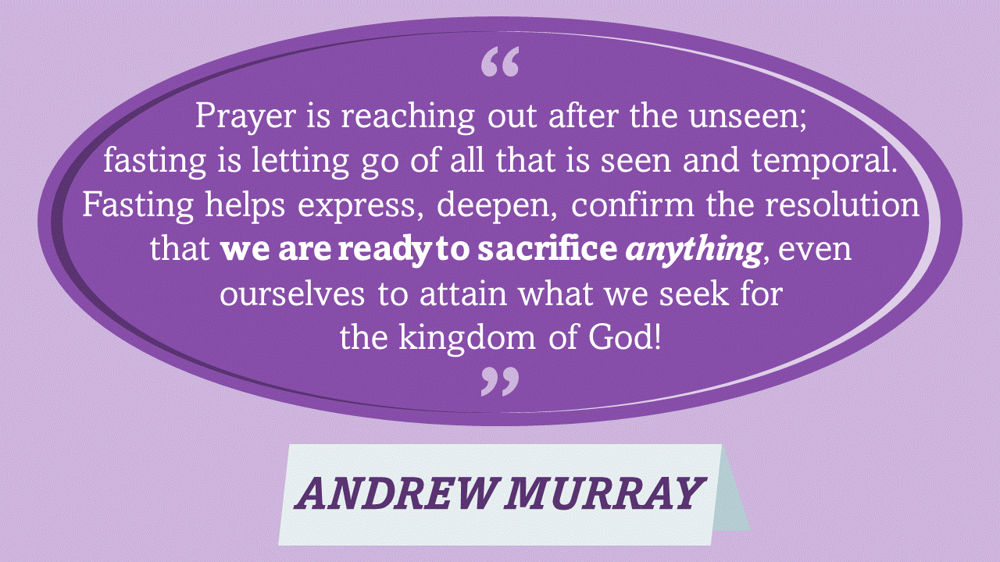 “
Prayer is reaching out after the unseen;
fasting is letting go of all that is seen and temporal.
Fasting helps express, deepen, confirm the resolution
that we are ready to sacrifice anything, even
ourselves to attain what we seek for
the kingdom of God!
”
ANDREW MURRAY